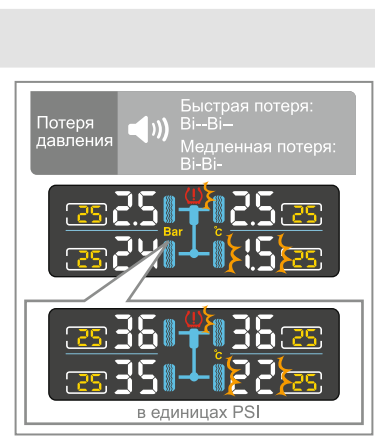 Потеря
давления
Быстрая потеря:
Bi--Bi–
Медленная потеря:
Bi-Bi-
25 2.5 2.5 25
Bar °c
25 2.4 1.5 25
25 36 36 25
°c
25 35 22 25
в единицах PSI